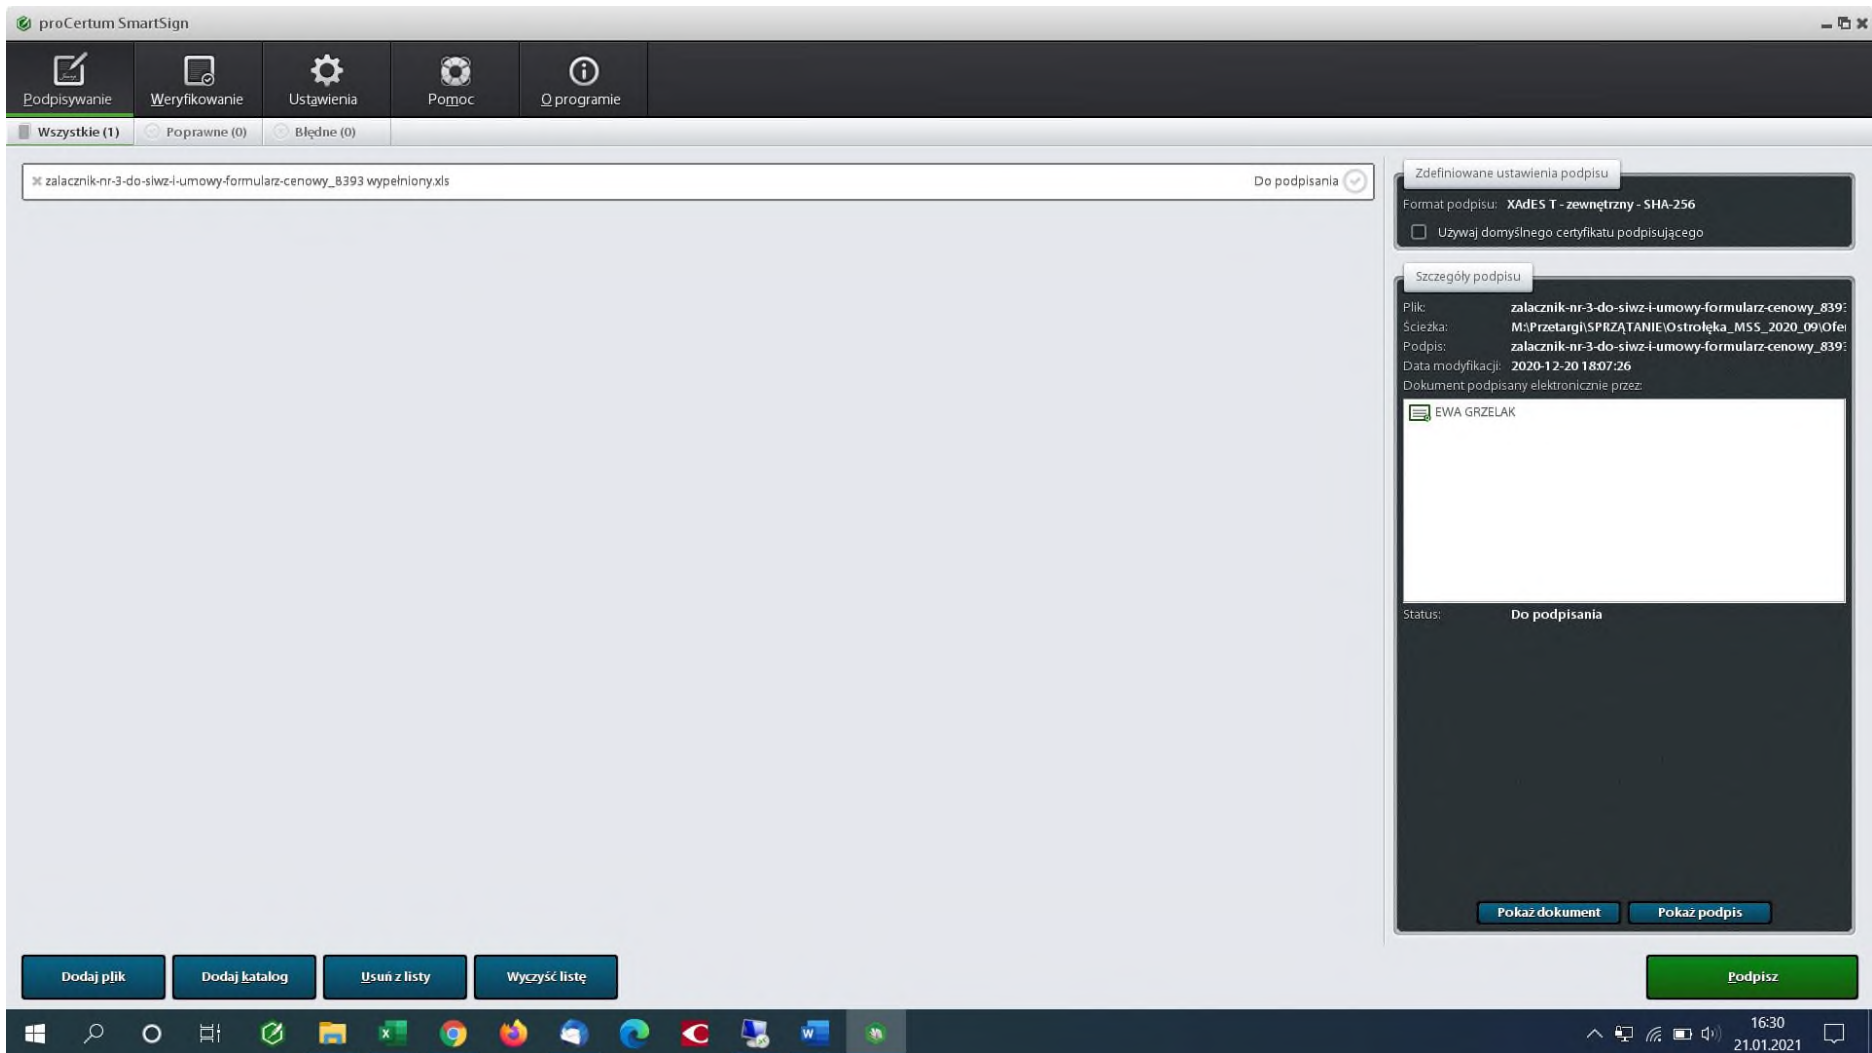 proCertum SmartSign
Podpisywanie
Weryfikowanie
Ustawienia
Pomoc
O programie
Wszystkie (1)
Poprawne (0)
Błędne (0)
zalacznik-nr-3-do-siwz-i-umowy-formularz-cenowy_8393 wypełniony.xls
Do podpisania
Zdefiniowane ustawienia podpisu
Format podpisu: XAdES T - zewnętrzny - SHA-256
Używaj domyślnego certyfikatu podpisującego
Szczegóły podpisu
Plik: zalacznik-nr-3-do-siwz-i-umowy-formularz-cenowy_839
Ścieżka: M:\Przetargi\SPRZĄTANIE\Ostrołęka_MSS_2020_09\Ofe
Podpis: zalacznik-nr-3-do-siwz-i-umowy-formularz-cenowy_839
Data modyfikacji: 2020-12-20 18:07:26
Dokument podpisany elektronicznie przez:
EWA GRZELAK
Status: Do podpisania
Pokaż dokument
Pokaż podpis
Dodaj plik
Dodaj katalog
Usuń z listy
Wyczyść listę
Podpisz
16:30
21.01.2021